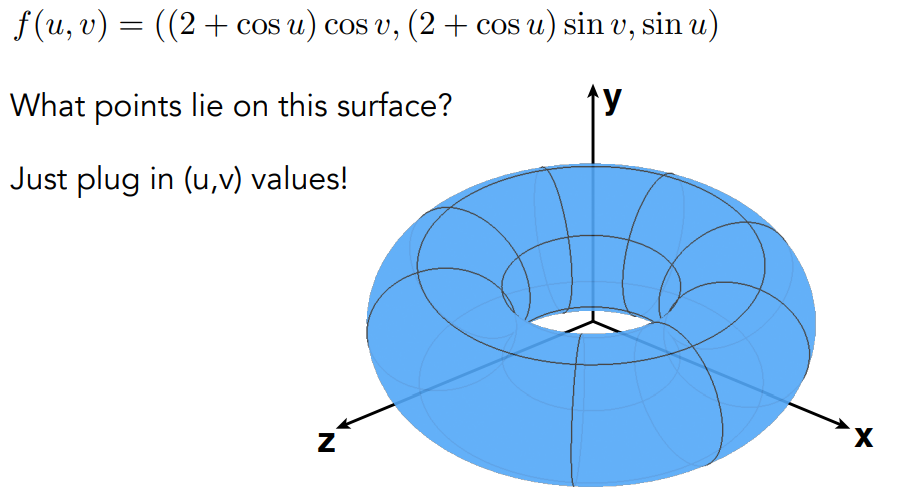 f(u, v) = ((2 + cos u) cos v, (2 + cos u) sin v, sin u)
What points lie on this surface?
Just plug in (u,v) values!
y
z
x